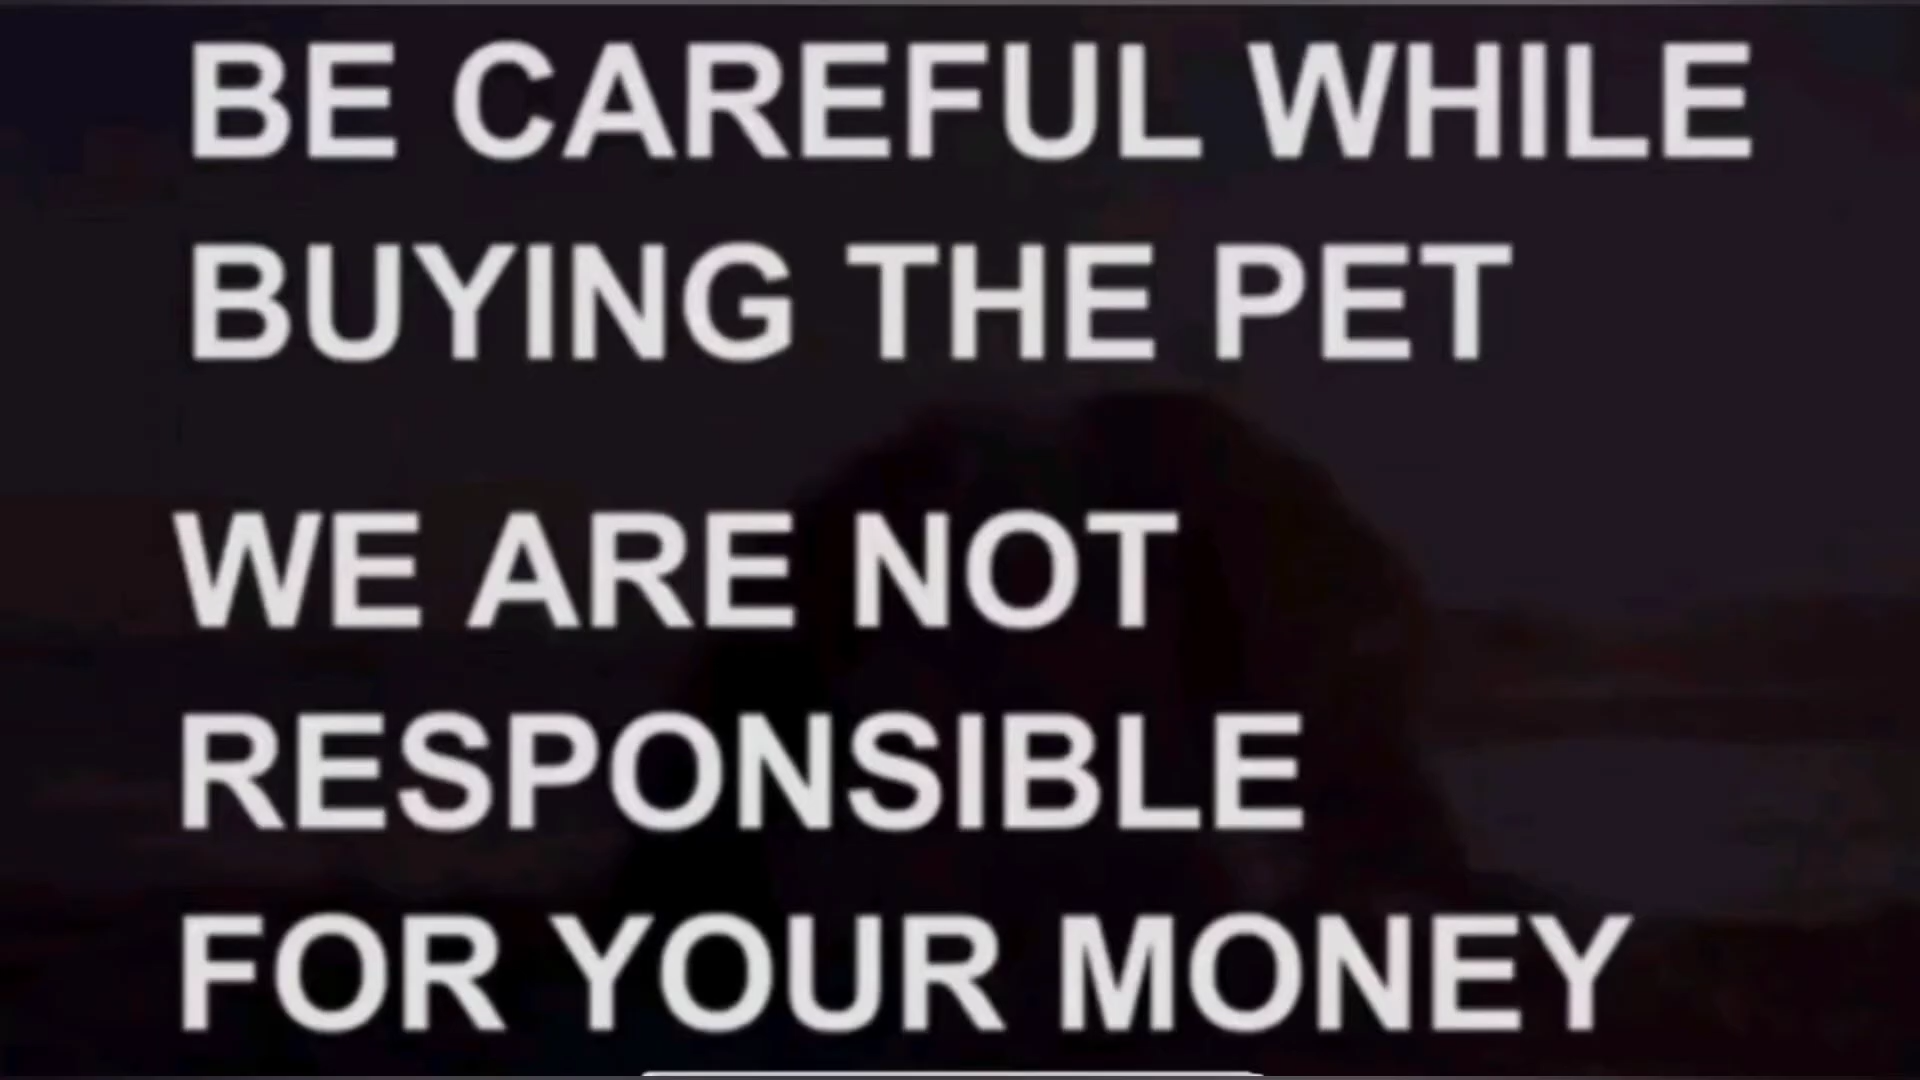 BE CAREFUL WHILE
BUYING THE PET
WE ARE NOT
RESPONSIBLE
FOR YOUR MONEY